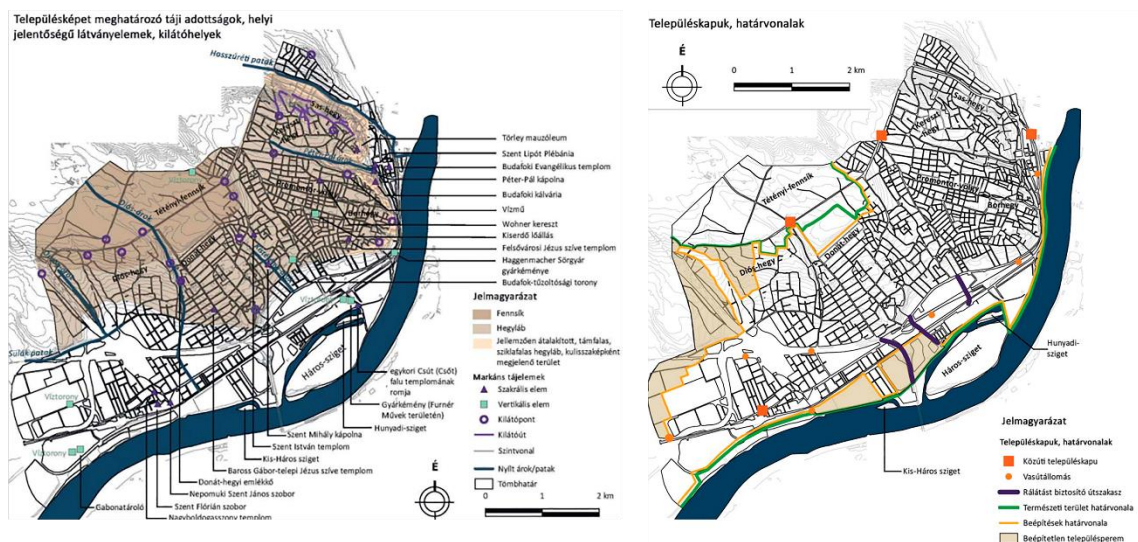 Településképet meghatározó táji adottságok, helyi
jelentőségű látványelemek, kilátóhelyek
Hosszúréti patak
Sas-hegy
Kereszt-hegy
Tétényi-fennsík
Diós-árok
Donát-hegy
Diós-hegy
Sulák patak
Víztorony
Víztorony
Háros-sziget
Törley mauzóleum
Szent Lipót Plébánia
Budafoki Evangélikus templom
Péter-Pál kápolna
Budafoki kálvária
Vízmű
Wohner kereszt
Kiserdő lőállás
Felsővárosi Jézus szíve templom
Haggenmacher Sörgyár
gyárkéménye
Budafok-tűzoltósági torony
egykori Csút (Csőt)
falu templomának
romja
Gyárkémény (Furnér
Művek területén)
Hunyadi-sziget
Szent Mihály kápolna
Szent István templom
Kis-Háros sziget
Baross Gábor-telepi Jézus szíve templom
Donát-hegyi emlékkő
Nepomuki Szent János szobor
Szent Flórián szobor
Nagyboldogasszony templom
Gabonatároló
Jelmagyarázat
Fennsík
Hegyláb
Jellemzően átalakított, támfalas,
sziklafalas hegyláb, kulisszaképként
megjelenő terület
Markáns tájelemek
Szakrális elem
Vertikális elem
Kilátópont
Kilátóút
Szintvonal
Nyílt árok/patak
Tömbhatár
É
0 1 2 km
Településkapuk, határvonalak
É
0 1 2 km
Sas-hegy
Kereszt-hegy
Tétényi-fennsík
Promontor-völgy
Bérhegy
Donát-hegy
Diós-hegy
Háros-sziget
Hunyadi-
sziget
Kis-Háros sziget
Jelmagyarázat
Településkapuk, határvonalak
Közúti településkapu
Vasútállomás
Rálátást biztosító útszakasz
Természeti terület határvonala
Beépítések határvonala
Beépítetlen településperem